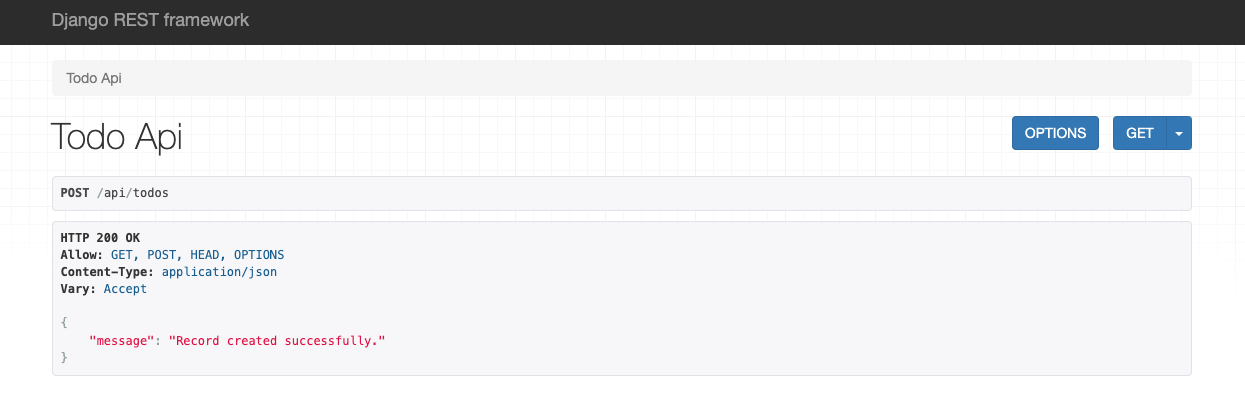 Django REST framework
Todo Api
Todo Api
OPTIONS
GET
POST /api/todos
HTTP 200 OK
Allow: GET, POST, HEAD, OPTIONS
Content-Type: application/json
Vary: Accept
{
    "message": "Record created successfully."
}